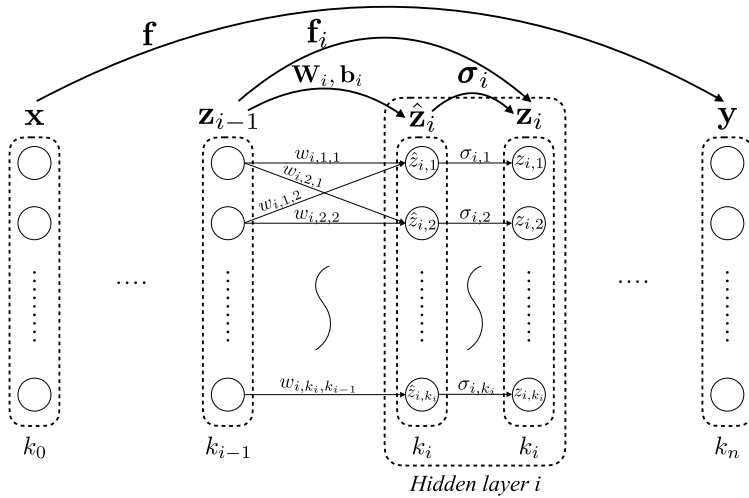 f
f_i
W_i, b_i
σ_i
x z_{i−1} ẑ_i z_i y
w_{i,1,1} ẑ_{i,1} σ_{i,1} z_{i,1}
w_{i,2,1}
w_{i,1,2}
w_{i,2,2} ẑ_{i,2} σ_{i,2} z_{i,2}
.... ....
w_{i,k_i,k_{i−1}} ẑ_{i,k_i} σ_{i,k_i} z_{i,k_i}
k_0 k_{i−1} k_i k_i k_n
Hidden layer i